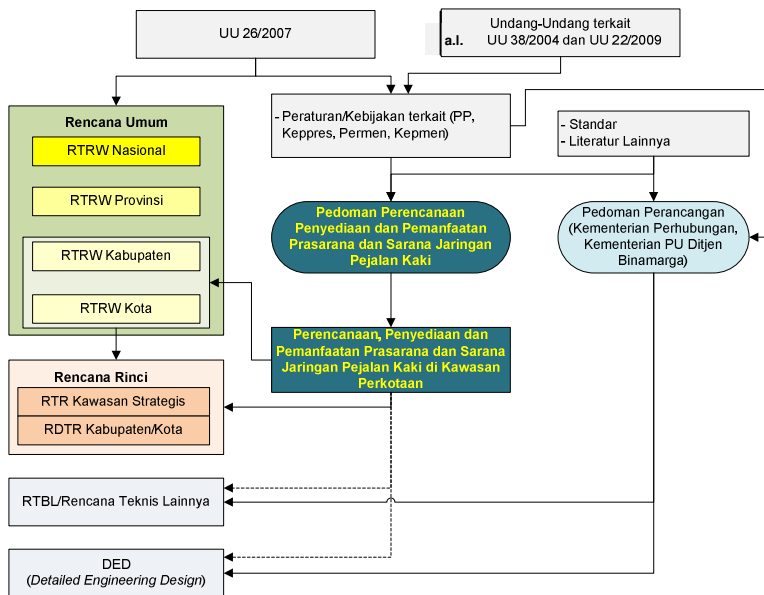 UU 26/2007
Undang-Undang terkait
a.l. UU 38/2004 dan UU 22/2009
Rencana Umum
RTRW Nasional
RTRW Provinsi
RTRW Kabupaten
RTRW Kota
- Peraturan/Kebijakan terkait (PP,
Keppres, Permen, Kepmen)
- Standar
- Literatur Lainnya
Pedoman Perencanaan
Penyediaan dan Pemanfaatan
Prasarana dan Sarana Jaringan
Pejalan Kaki
Pedoman Perancangan
(Kementerian Perhubungan,
Kementerian PU Ditjen
Binamarga)
Perencanaan, Penyediaan dan
Pemanfaatan Prasarana dan Sarana
Jaringan Pejalan Kaki di Kawasan
Perkotaan
Rencana Rinci
RTR Kawasan Strategis
RDTR Kabupaten/Kota
RTBL/Rencana Teknis Lainnya
DED
(Detailed Engineering Design)